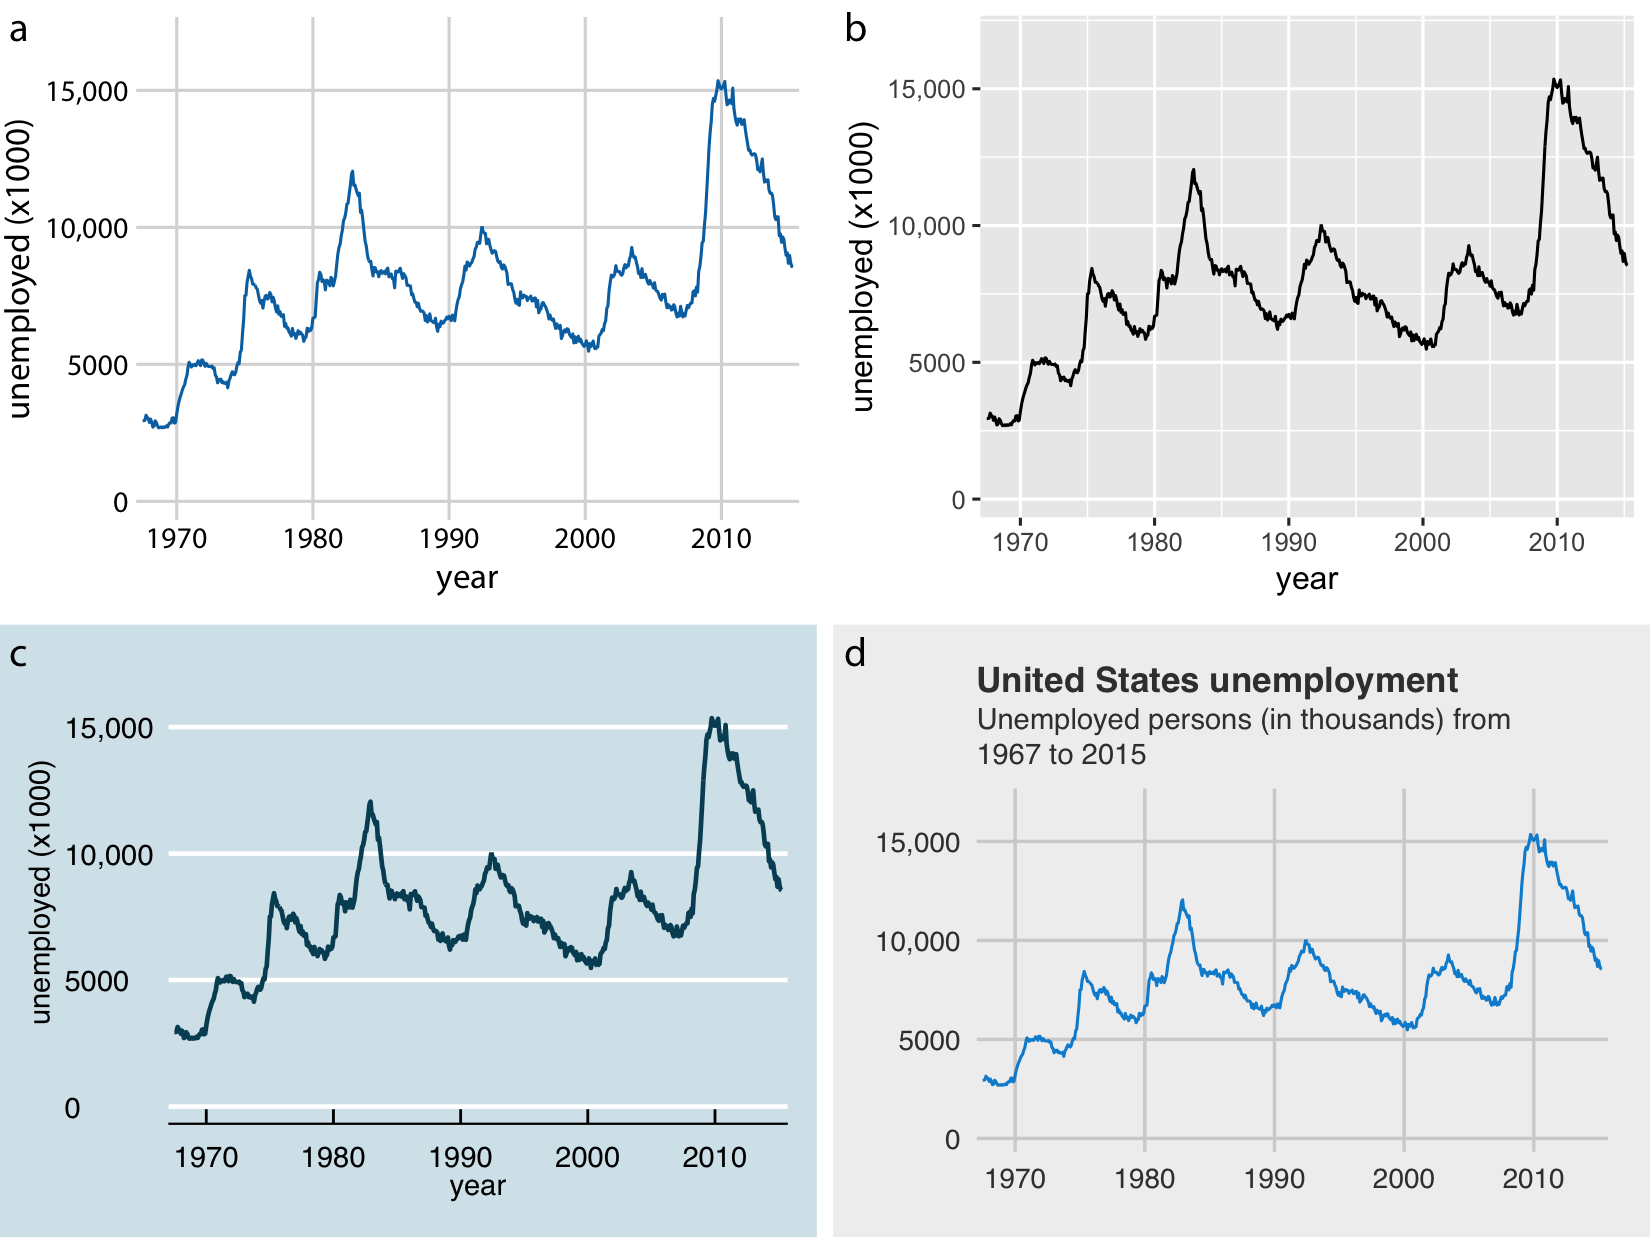 a
15,000
10,000
5000
0
unemployed (x1000)
1970 1980 1990 2000 2010
year
b
15,000
10,000
5000
0
unemployed (x1000)
1970 1980 1990 2000 2010
year
c
15,000
10,000
5000
0
unemployed (x1000)
1970 1980 1990 2000 2010
year
d
United States unemployment
Unemployed persons (in thousands) from
1967 to 2015
15,000
10,000
5000
0
1970 1980 1990 2000 2010